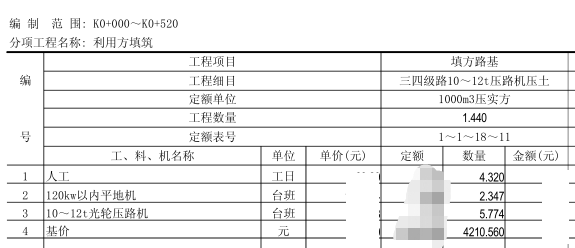 编 制 范 围: K0+000～K0+520
分项工程名称: 利用方填筑
编号 工程项目 填方路基
工程细目 三四级路10～12t压路机压土
定额单位 1000m3压实方
工程数量 1.440
定额表号 1～1～18～11
工、料、机名称 单位 单价(元) 定额 数量 金额(元)
1 人工 工日 4.320
2 120kw以内平地机 台班 2.347
3 10～12t光轮压路机 台班 5.774
4 基价 元 4210.560